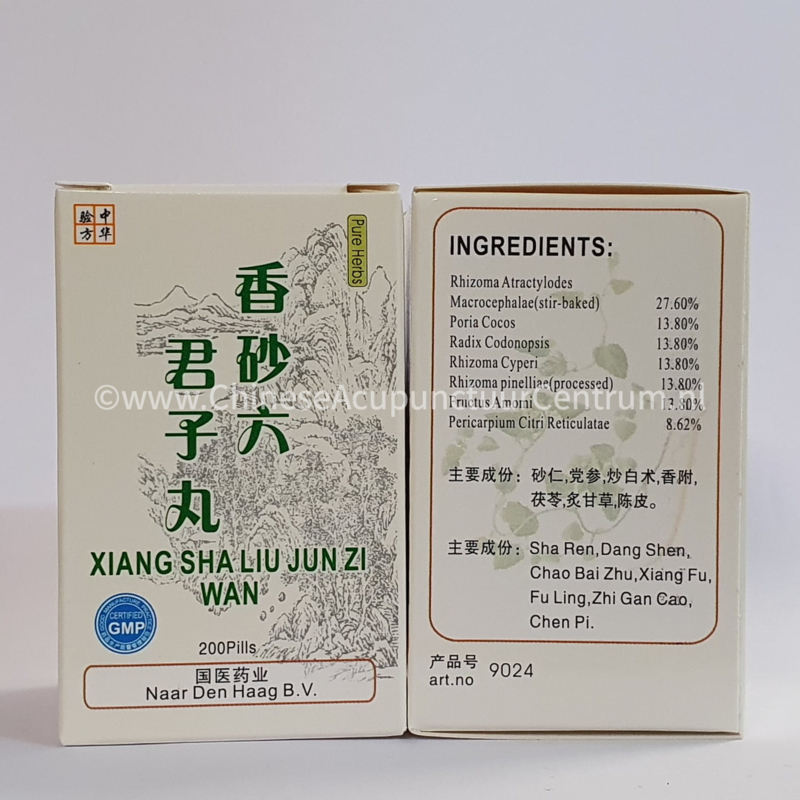 中华
验方
Pure Herbs
香砂六
君子丸
XIANG SHA LIU JUN ZI
WAN
CERTIFIED
GMP
200Pills
国医药业
Naar Den Haag B.V.
INGREDIENTS:
Rhizoma Atractylodes
Macrocephalae(stir-baked) 27.60%
Poria Cocos 13.80%
Radix Codonopsis 13.80%
Rhizoma Cyperi 13.80%
Rhizoma pinelliae(processed) 13.80%
Fructus Amomi 13.80%
Pericarpium Citri Reticulatae 8.62%
主要成份: 砂仁,党参,炒白术,香附,
茯苓,炙甘草,陈皮。
主要成份: Sha Ren,Dang Shen,
Chao Bai Zhu,Xiang Fu,
Fu Ling,Zhi Gan Cao,
Chen Pi.
产品号
art.no 9024
©www.ChineseAcupunctuurCentrum.nl